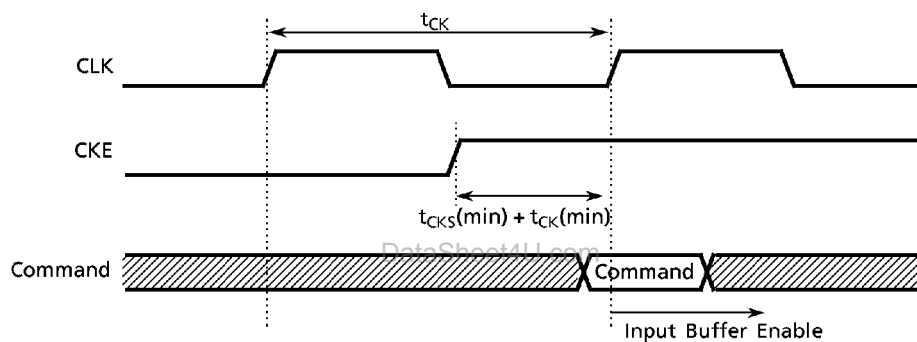 tCK
CLK
CKE
tCKS(min) + tCK(min)
DataSheet4U.com
Command
Command
Input Buffer Enable